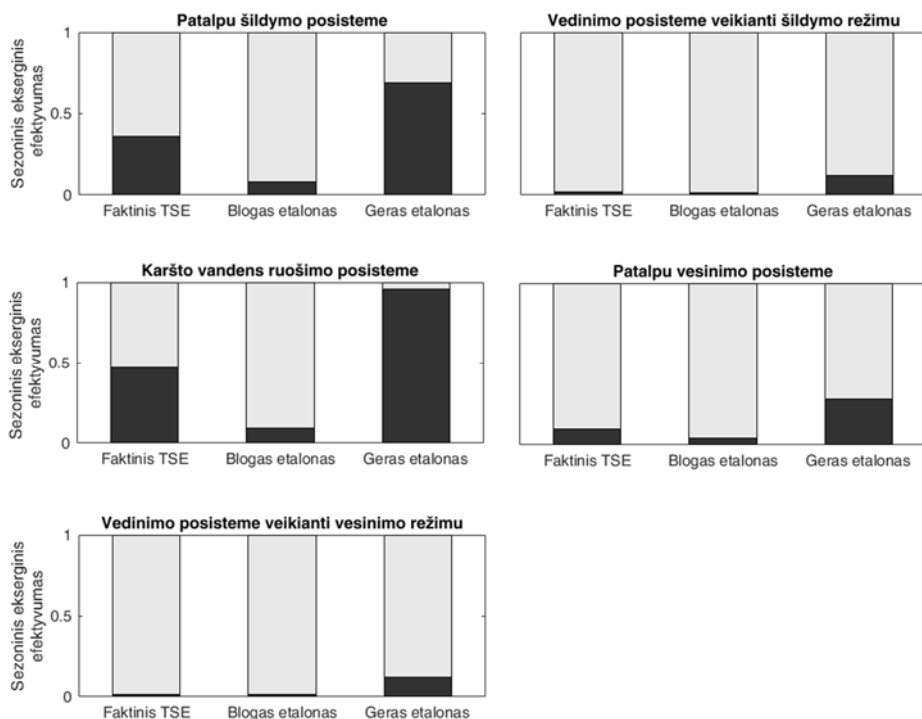 Patalpu šildymo posisteme
Sezoninis ekserginis
efektyvumas
1
0.5
0
Faktinis TSE
Blogas etalonas
Geras etalonas
Vedinimo posisteme veikianti šildymo režimu
Faktinis TSE
Blogas etalonas
Geras etalonas
Karšto vandens ruošimo posisteme
Sezoninis ekserginis
efektyvumas
1
0.5
0
Faktinis TSE
Blogas etalonas
Geras etalonas
Patalpu vesinimo posisteme
Faktinis TSE
Blogas etalonas
Geras etalonas
Vedinimo posisteme veikianti vesinimo režimu
Sezoninis ekserginis
efektyvumas
1
0.5
0
Faktinis TSE
Blogas etalonas
Geras etalonas